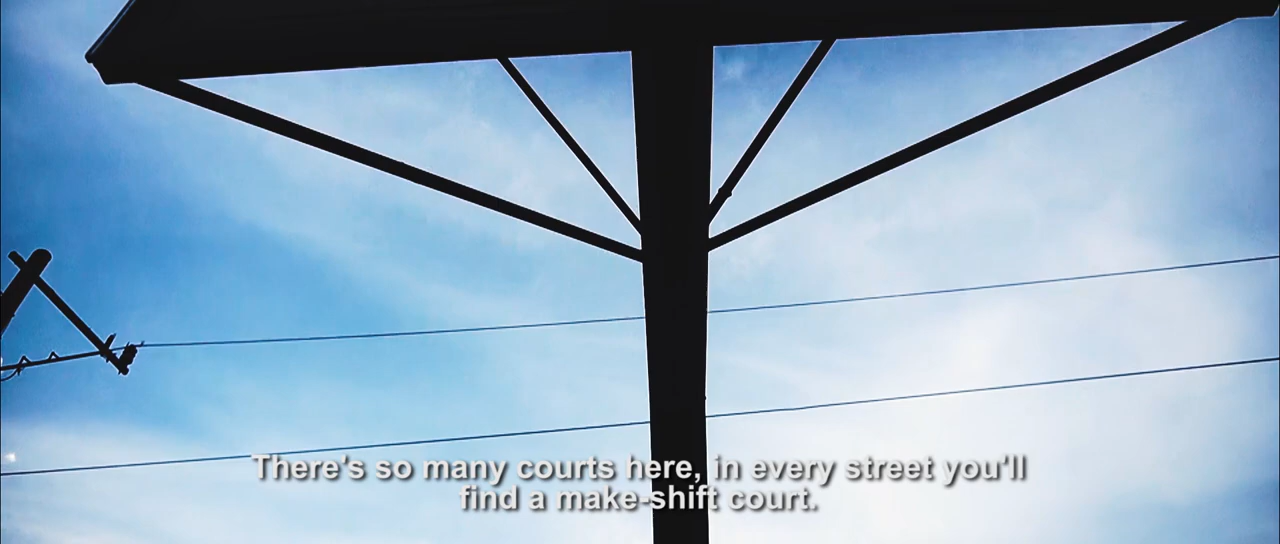 There's so many courts here, in every street you'll
find a make-shift court.